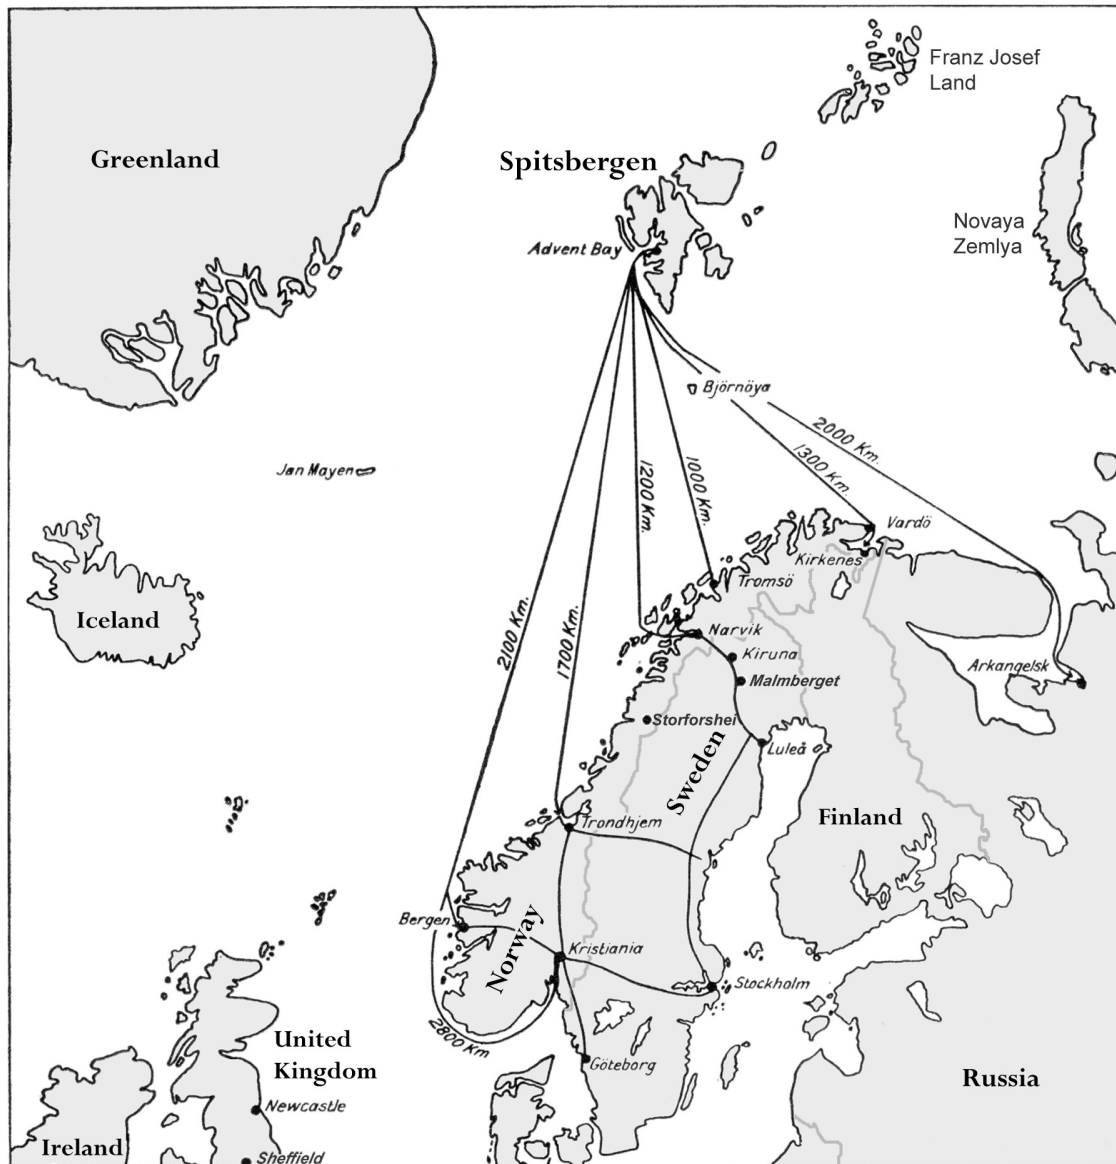 Franz Josef
Land
Greenland
Spitsbergen
Novaya
Zemlya
Advent Bay
Björnöya
2000 Km.
1300 Km.
Jan Mayen
1200 Km.
1000 Km.
Vardö
Kirkenes
Tromsö
Iceland
2100 Km.
1700 Km.
Narvik
Kiruna
Arkangelsk
Malmberget
Storforshei
Luleå
Sweden
Trondhjem
Finland
Bergen
Norway
Kristiania
Stockholm
2800 Km
United
Kingdom
Göteborg
Russia
Newcastle
Ireland
Sheffield